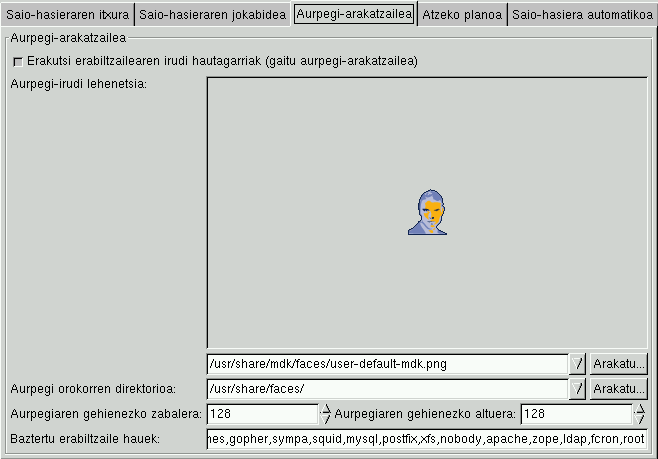 Saio-hasieraren itxura Saio-hasieraren jokabidea Aurpegi-arakatzailea Atzeko planoa Saio-hasiera automatikoa
Aurpegi-arakatzailea
Erakutsi erabiltzailearen irudi hautagarriak (gaitu aurpegi-arakatzailea)
Aurpegi-irudi lehenetsia:
/usr/share/mdk/faces/user-default-mdk.png Arakatu...
Aurpegi orokorren direktorioa: /usr/share/faces/ Arakatu...
Aurpegiaren gehienezko zabalera: 128 Aurpegiaren gehienezko altuera: 128
Baztertu erabiltzaile hauek: nes,gopher,sympa,squid,mysql,postfix,xfs,nobody,apache,zope,ldap,fcron,root